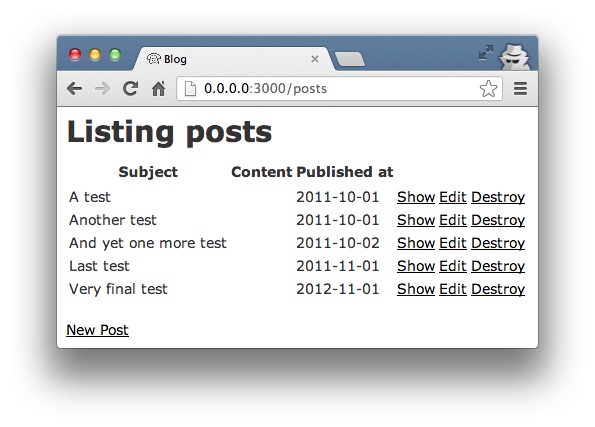 Blog
0.0.0.0:3000/posts
Listing posts
Subject Content Published at
A test 2011-10-01 Show Edit Destroy
Another test 2011-10-01 Show Edit Destroy
And yet one more test 2011-10-02 Show Edit Destroy
Last test 2011-11-01 Show Edit Destroy
Very final test 2012-11-01 Show Edit Destroy
New Post